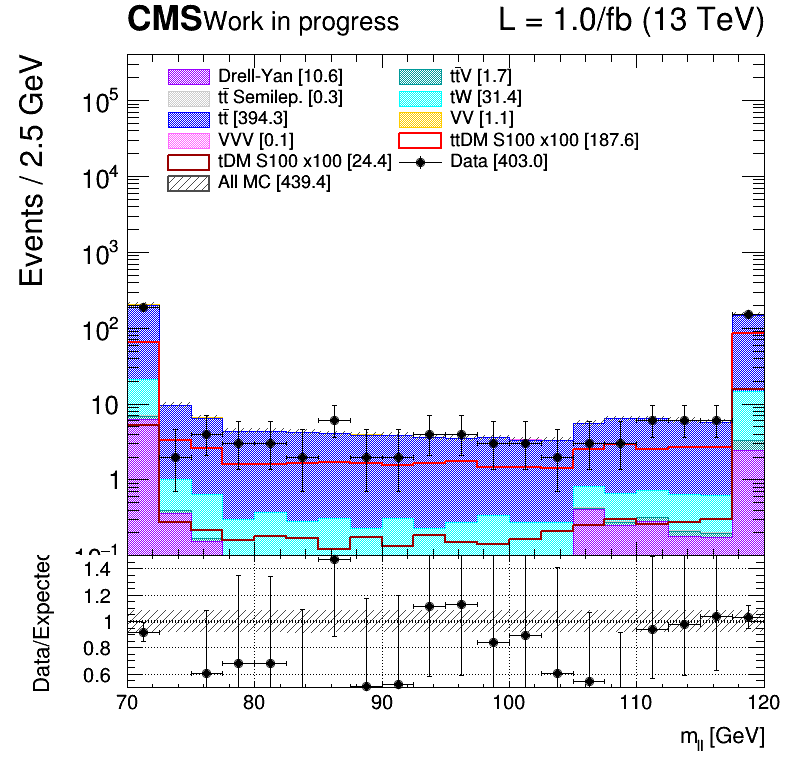 CMS Work in progress L = 1.0/fb (13 TeV)
Drell-Yan [10.6] tt̄V [1.7]
tt̄ Semilep. [0.3] tW [31.4]
tt̄ [394.3] VV [1.1]
VVV [0.1] ttDM S100 x100 [187.6]
tDM S100 x100 [24.4] Data [403.0]
All MC [439.4]
Events / 2.5 GeV
10⁵
10⁴
10³
10²
10
1
10⁻¹
Data/Expected
1.4
1.2
1
0.8
0.6
70 80 90 100 110 120
m_ll [GeV]